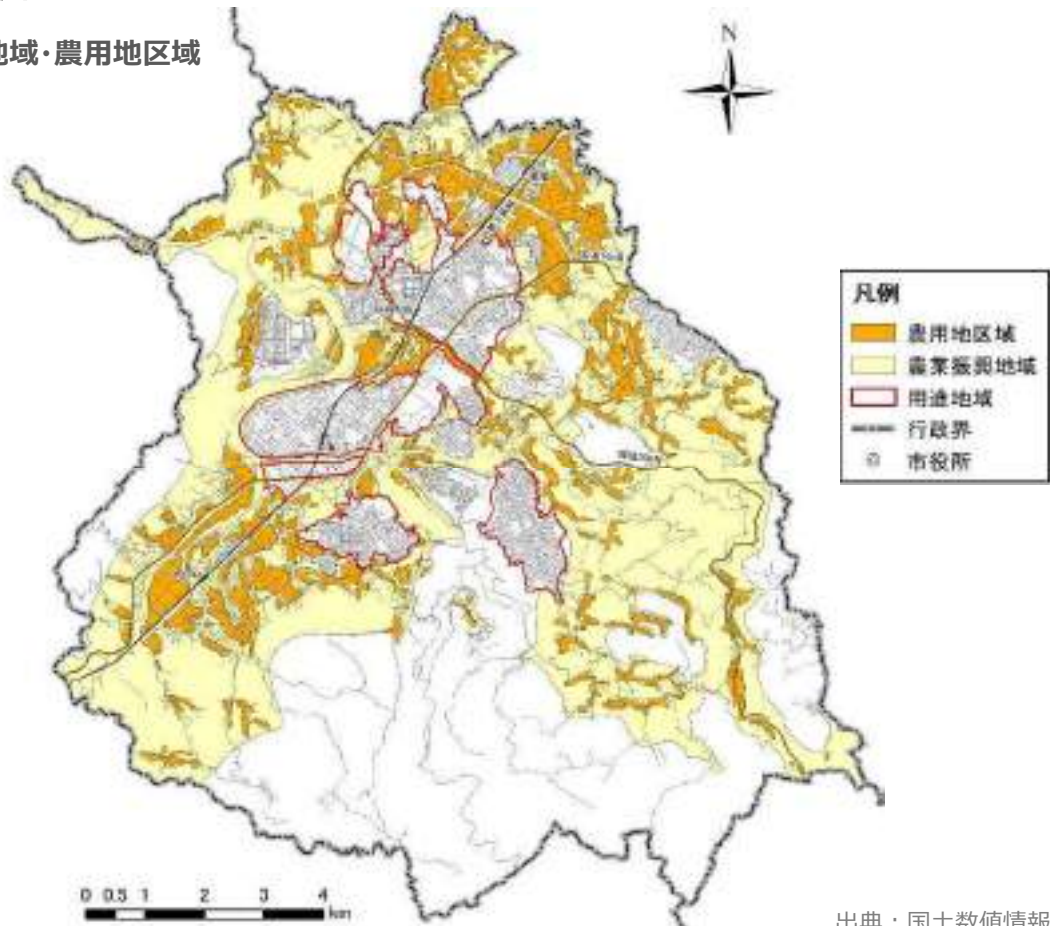 地域･農用地区域
N
凡例
農用地区域
農業振興地域
用途地域
行政界
市役所
0 0.5 1 2 3 4
km
出典：国土数値情報